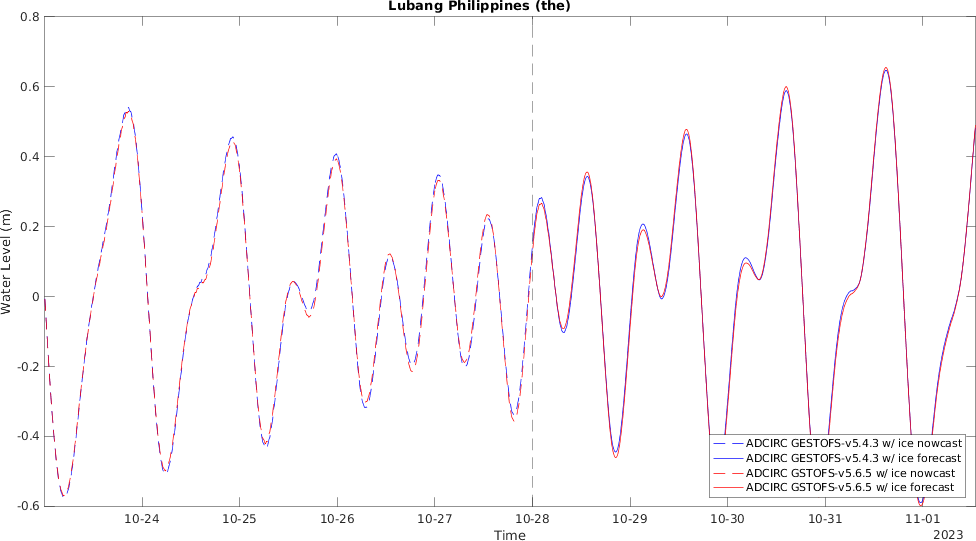 Lubang Philippines (the)
0.8
0.6
0.4
0.2
0
-0.2
-0.4
-0.6
Water Level (m)
ADCIRC GESTOFS-v5.4.3 w/ ice nowcast
ADCIRC GESTOFS-v5.4.3 w/ ice forecast
ADCIRC GSTOFS-v5.6.5 w/ ice nowcast
ADCIRC GSTOFS-v5.6.5 w/ ice forecast
10-24 10-25 10-26 10-27 10-28 10-29 10-30 10-31 11-01
Time
2023